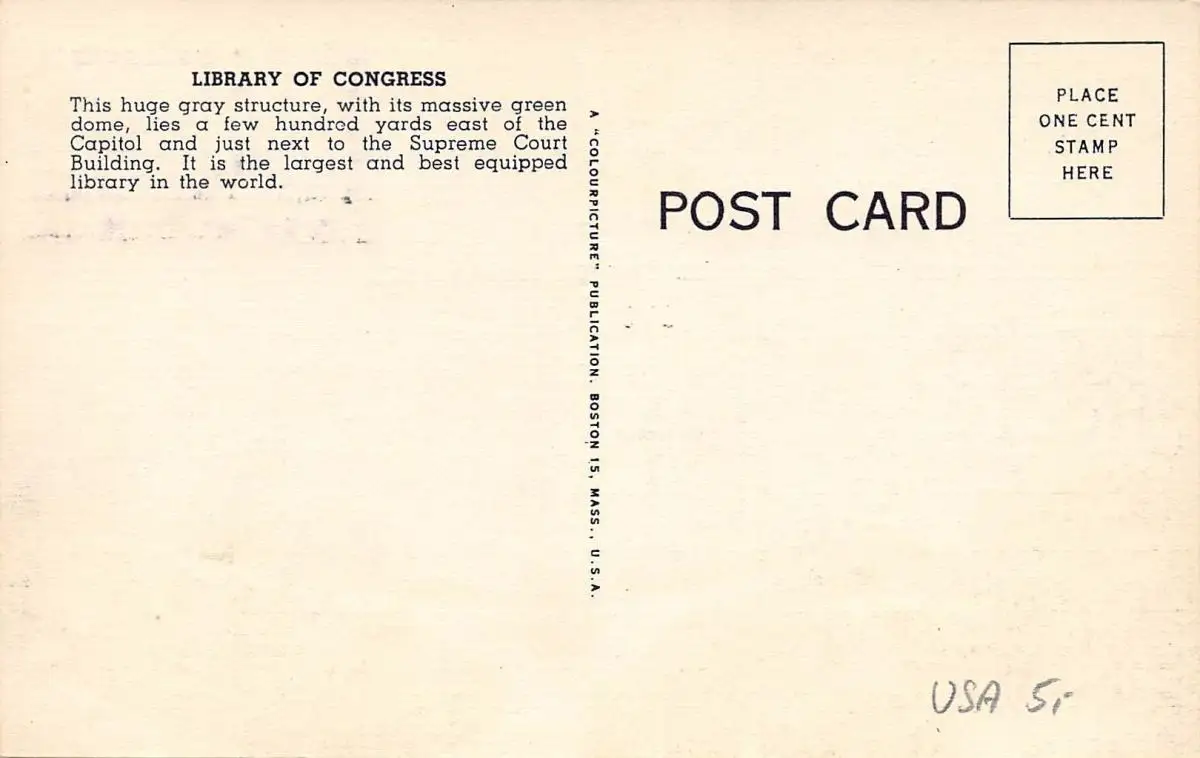 LIBRARY OF CONGRESS
This huge gray structure, with its massive green
dome, lies a few hundred yards east of the
Capitol and just next to the Supreme Court
Building. It is the largest and best equipped
library in the world.
A "COLOURPICTURE" PUBLICATION. BOSTON 15, MASS., U.S.A.
POST CARD
PLACE
ONE CENT
STAMP
HERE
USA 5,-